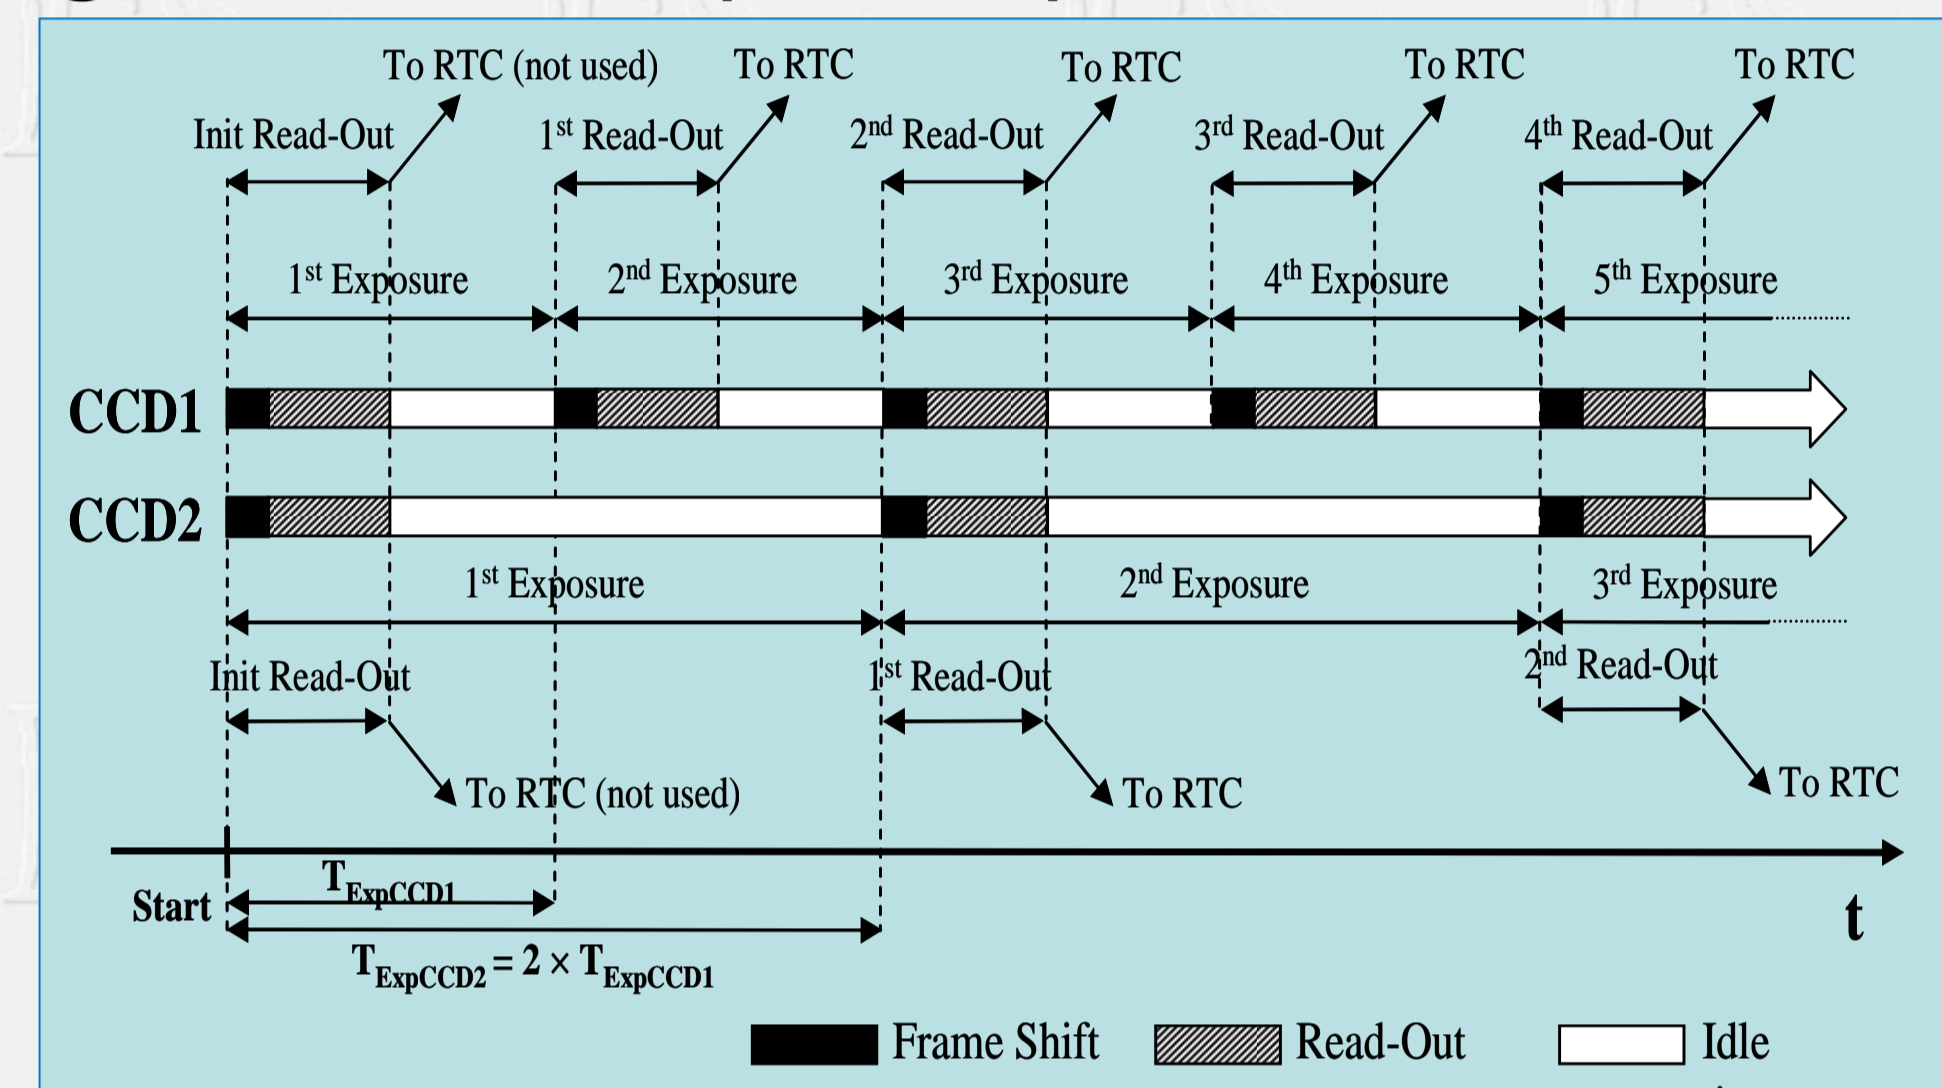 To RTC (not used) To RTC To RTC To RTC To RTC
Init Read-Out 1st Read-Out 2nd Read-Out 3rd Read-Out 4th Read-Out
1st Exposure 2nd Exposure 3rd Exposure 4th Exposure 5th Exposure
CCD1
CCD2
1st Exposure 2nd Exposure 3rd Exposure
Init Read-Out 1st Read-Out 2nd Read-Out
To RTC (not used) To RTC To RTC
TExpCCD1
Start t
TExpCCD2 = 2 × TExpCCD1
Frame Shift Read-Out Idle